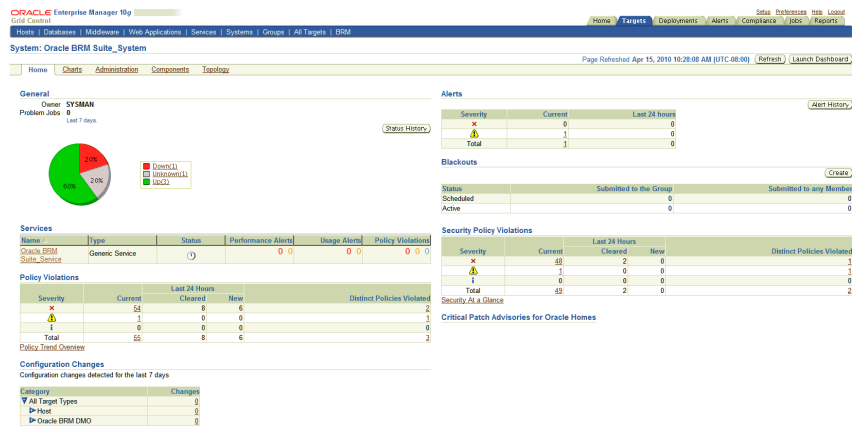 ORACLE Enterprise Manager 10g
Grid Control
Setup Preferences Help Logout
Home Targets Deployments Alerts Compliance Jobs Reports
Hosts | Databases | Middleware | Web Applications | Services | Systems | Groups | All Targets | BRM
System: Oracle BRM Suite_System
Page Refreshed Apr 15, 2010 10:28:08 AM (UTC-08:00) Refresh Launch Dashboard
Home Charts Administration Components Topology
General
Owner SYSMAN
Problem Jobs 0
Last 7 days.
Status History
20%
20%
60%
Down(1)
Unknown(1)
Up(3)
Services
Name Type Status Performance Alerts Usage Alerts Policy Violations
Oracle BRM Suite_Service Generic Service 0 0 0 0 0 0 0
Policy Violations
Last 24 Hours
Severity Current Cleared New Distinct Policies Violated
54 8 6 2
1 0 0 1
0 0 0 0
Total 55 8 6 3
Policy Trend Overview
Configuration Changes
Configuration changes detected for the last 7 days
Category Changes
All Target Types 0
Host 0
Oracle BRM DMO 0
Alerts
Alert History
Severity Current Last 24 hours
0 0
1 0
Total 1 0
Blackouts
Create
Status Submitted to the Group Submitted to any Member
Scheduled 0 0
Active 0 0
Security Policy Violations
Last 24 Hours
Severity Current Cleared New Distinct Policies Violated
48 2 0 1
1 0 0 1
0 0 0 0
Total 49 2 0 2
Security At a Glance
Critical Patch Advisories for Oracle Homes